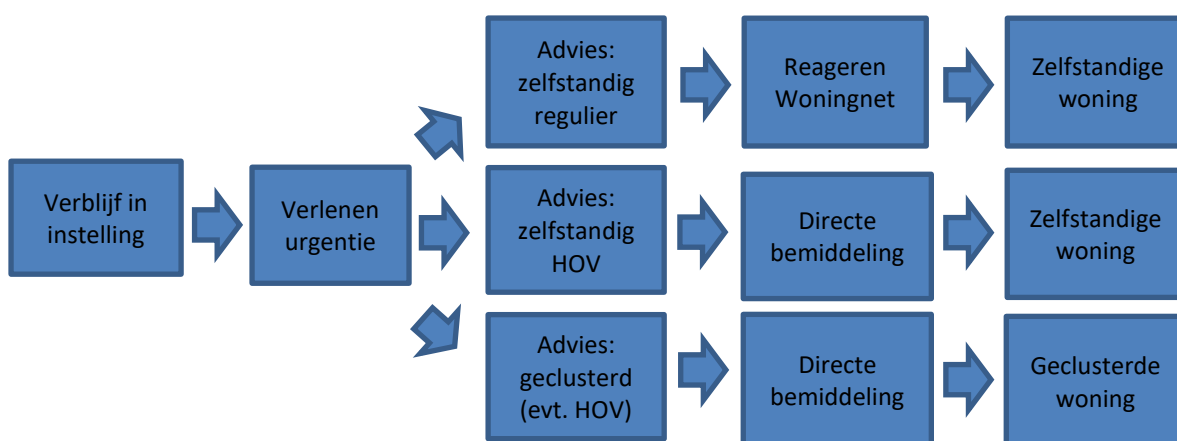 Verblijf in
instelling
Verlenen
urgentie
Advies:
zelfstandig
regulier
Reageren
Woningnet
Zelfstandige
woning
Advies:
zelfstandig
HOV
Directe
bemiddeling
Zelfstandige
woning
Advies:
geclusterd
(evt. HOV)
Directe
bemiddeling
Geclusterde
woning